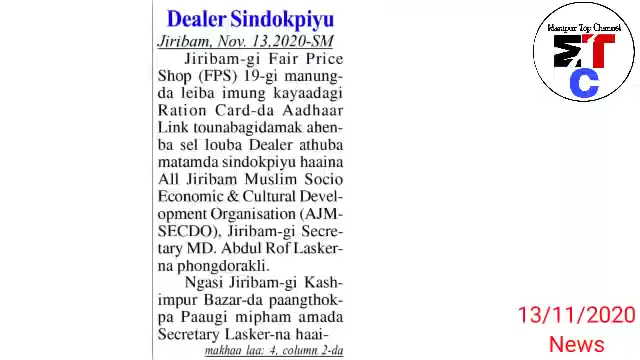 Dealer Sindokpiyu
Jiribam, Nov. 13,2020-SM
Jiribam-gi Fair Price
Shop (FPS) 19-gi manung-
da leiba imung kayaadagi
Ration Card-da Aadhaar
Link tounabagidamak ahen-
ba sel louba Dealer athuba
matamda sindokpiyu haaina
All Jiribam Muslim Socio
Economic & Cultural Devel-
opment Organisation (AJM-
SECDO), Jiribam-gi Secre-
tary MD. Abdul Rof Lasker-
na phongdorakli.
Ngasi Jiribam-gi Kash-
impur Bazar-da paangthok-
pa Paaugi mipham amada
Secretary Lasker-na haai-
makhaa laa: 4, column 2-da
Manipur Top Channel
MTC
13/11/2020
News